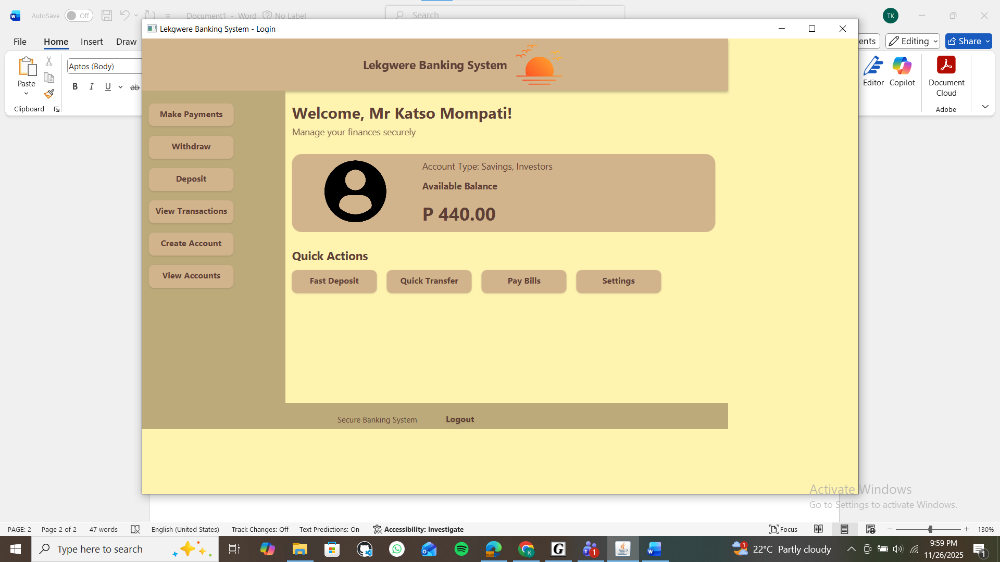 AutoSave Off Document1 - Word No Label Search TK
File Home Insert Draw
Editing Share
Aptos (Body)
Paste
B I U ab
Clipboard
Editor Copilot Document Cloud
Adobe
Lekgwere Banking System - Login
Lekgwere Banking System
Make Payments
Withdraw
Deposit
View Transactions
Create Account
View Accounts
Welcome, Mr Katso Mompati!
Manage your finances securely
Account Type: Savings, Investors
Available Balance
P 440.00
Quick Actions
Fast Deposit Quick Transfer Pay Bills Settings
Secure Banking System Logout
Activate Windows
Go to Settings to activate Windows.
PAGE: 2 Page 2 of 2 47 words English (United States) Track Changes: Off Text Predictions: On Accessibility: Investigate Focus 130%
Type here to search 1 1 22°C Partly cloudy 9:59 PM
11/26/2025 1